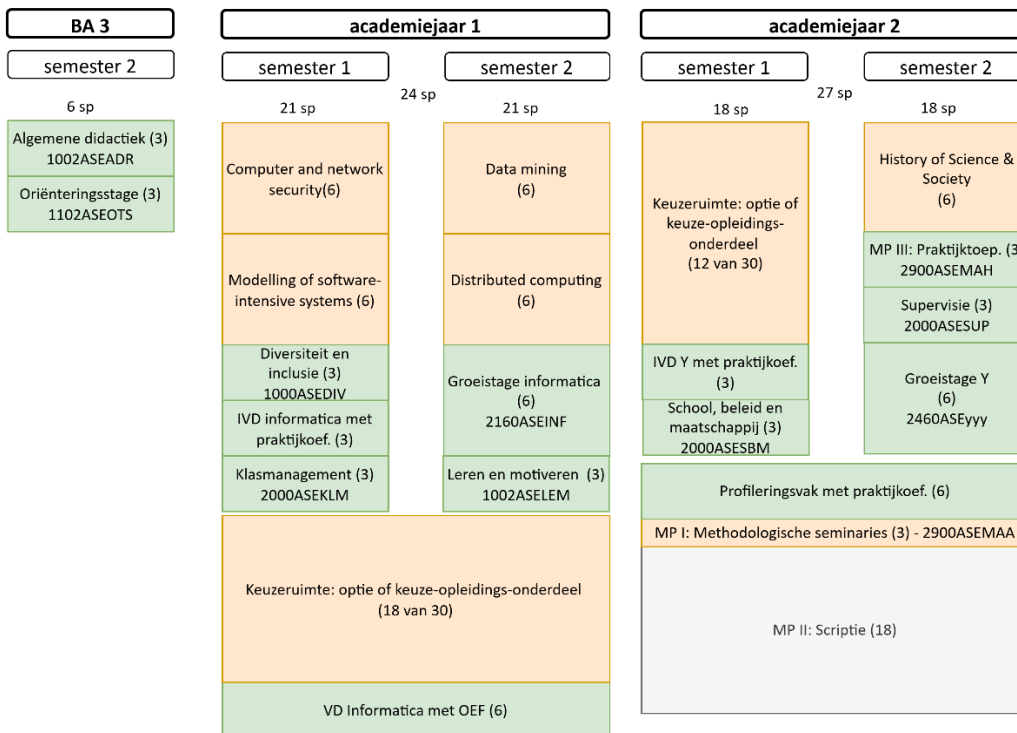 BA 3
semester 2
6 sp
Algemene didactiek (3)
1002ASEADR
Oriënteringsstage (3)
1102ASEOTS
academiejaar 1
semester 1
semester 2
24 sp
21 sp
21 sp
Computer and network
security(6)
Data mining
(6)
Modelling of software-
intensive systems (6)
Distributed computing
(6)
Diversiteit en
inclusie (3)
1000ASEDIV
IVD informatica met
praktijkoef. (3)
Klasmanagement (3)
2000ASEKLM
Groeistage informatica
(6)
2160ASEINF
Leren en motiveren (3)
1002ASELEM
Keuzeruimte: optie of keuze-opleidings-onderdeel
(18 van 30)
VD Informatica met OEF (6)
academiejaar 2
semester 1
semester 2
27 sp
18 sp
18 sp
Keuzeruimte: optie of
keuze-opleidings-
onderdeel
(12 van 30)
IVD Y met praktijkoef.
(3)
School, beleid en
maatschappij (3)
2000ASESBM
History of Science &
Society
(6)
MP III: Praktijktoep. (3
2900ASEMAH
Supervisie (3)
2000ASESUP
Groeistage Y
(6)
2460ASEyyy
Profileringsvak met praktijkoef. (6)
MP I: Methodologische seminaries (3) - 2900ASEMAA
MP II: Scriptie (18)